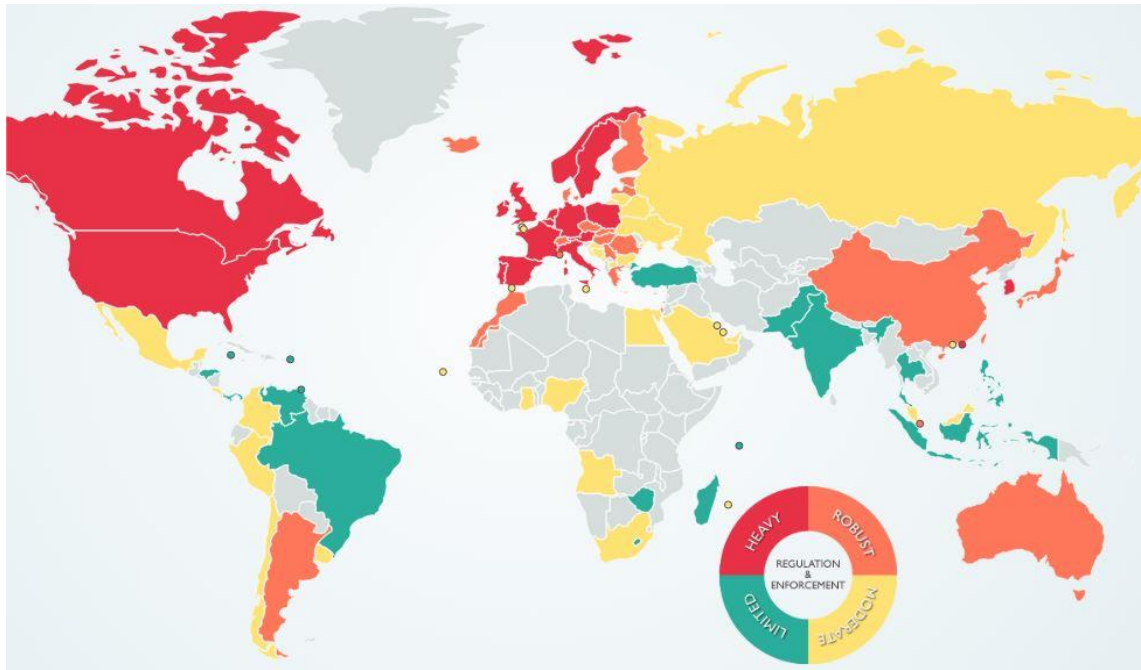 HEAVY
ROBUST
REGULATION
&
ENFORCEMENT
LIMITED
MODERATE